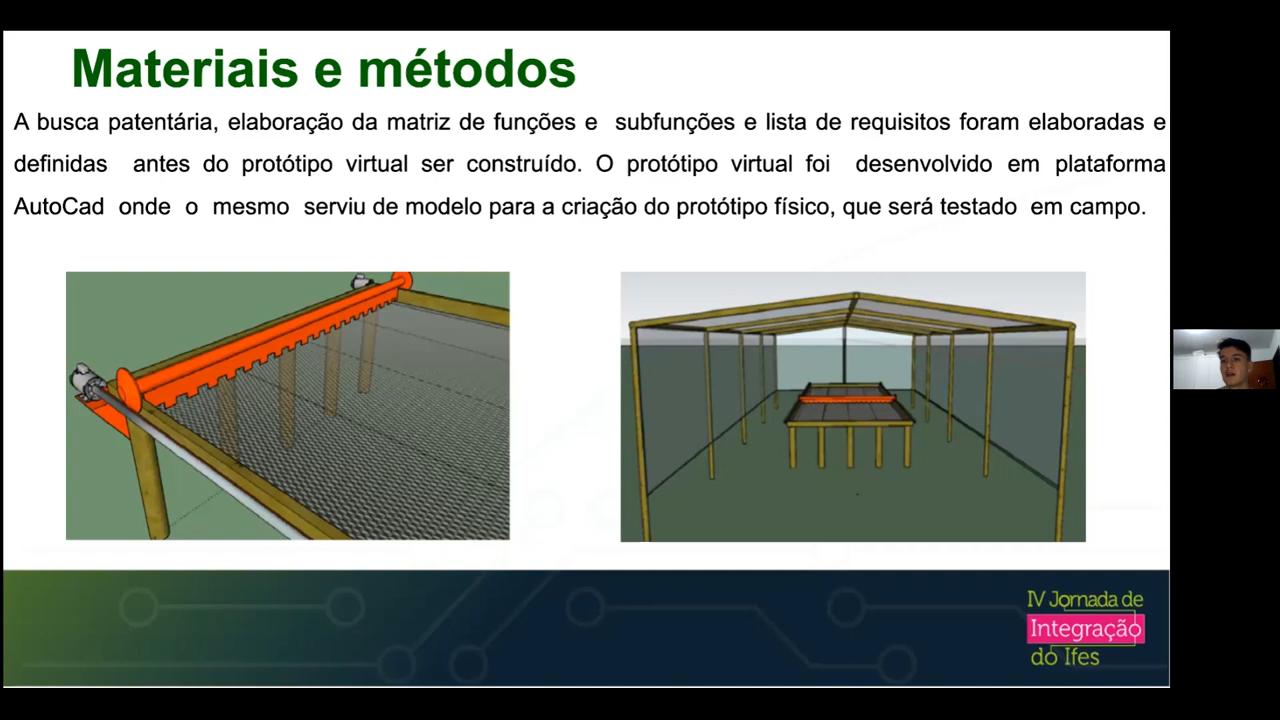 Materiais e métodos
A busca patentária, elaboração da matriz de funções e subfunções e lista de requisitos foram elaboradas e
definidas antes do protótipo virtual ser construído. O protótipo virtual foi desenvolvido em plataforma
AutoCad onde o mesmo serviu de modelo para a criação do protótipo físico, que será testado em campo.
IV Jornada de
Integração
do Ifes